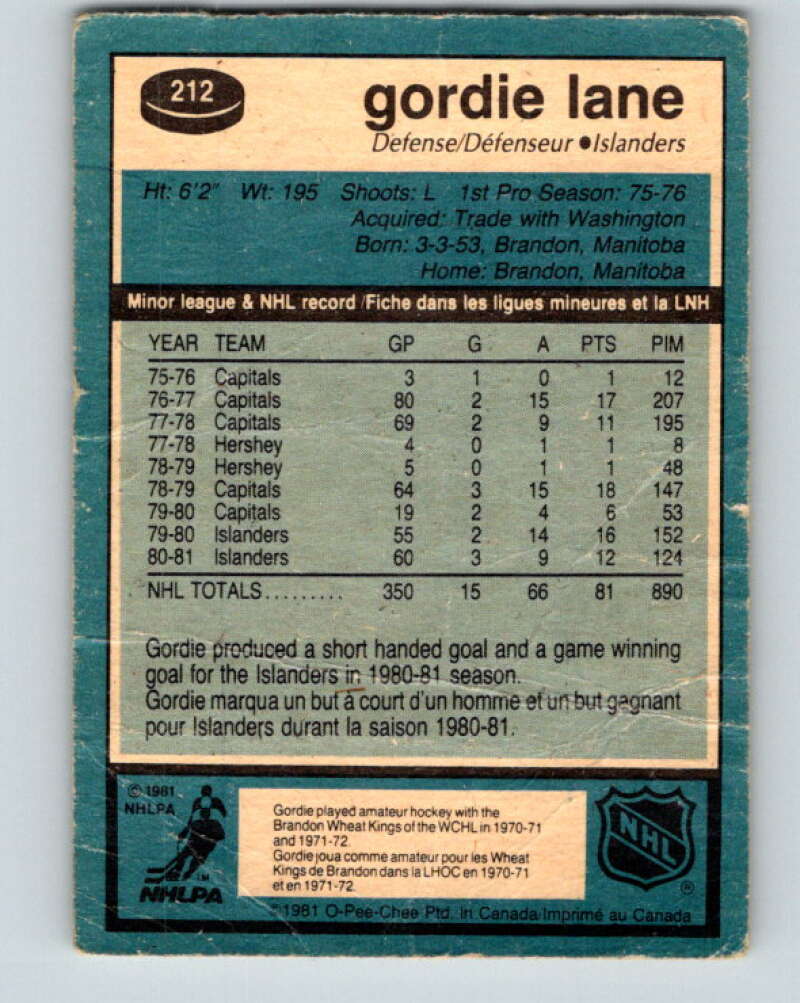 212
gordie lane
Defense/Défenseur ●Islanders
Ht: 6'2" Wt: 195 Shoots: L 1st Pro Season: 75-76
Acquired: Trade with Washington
Born: 3-3-53, Brandon, Manitoba
Home: Brandon, Manitoba
Minor league & NHL record /Fiche dans les ligues mineures et la LNH
YEAR TEAM GP G A PTS PIM
75-76 Capitals 3 1 0 1 12
76-77 Capitals 80 2 15 17 207
77-78 Capitals 69 2 9 11 195
77-78 Hershey 4 0 1 1 8
78-79 Hershey 5 0 1 1 48
78-79 Capitals 64 3 15 18 147
79-80 Capitals 19 2 4 6 53
79-80 Islanders 55 2 14 16 152
80-81 Islanders 60 3 9 12 124
NHL TOTALS......... 350 15 66 81 890
Gordie produced a short handed goal and a game winning
goal for the Islanders in 1980-81 season.
Gordie marqua un but à court d'un homme et un but gagnant
pour Islanders durant la saison 1980-81.
© 1981
NHLPA
NHLPA
Gordie played amateur hockey with the
Brandon Wheat Kings of the WCHL in 1970-71
and 1971-72.
Gordie joua comme amateur pour les Wheat
Kings de Brandon dans la LHOC en 1970-71
et en 1971-72.
NHL
®
©1981 O-Pee-Chee Ptd. in Canada/Imprimé au Canada